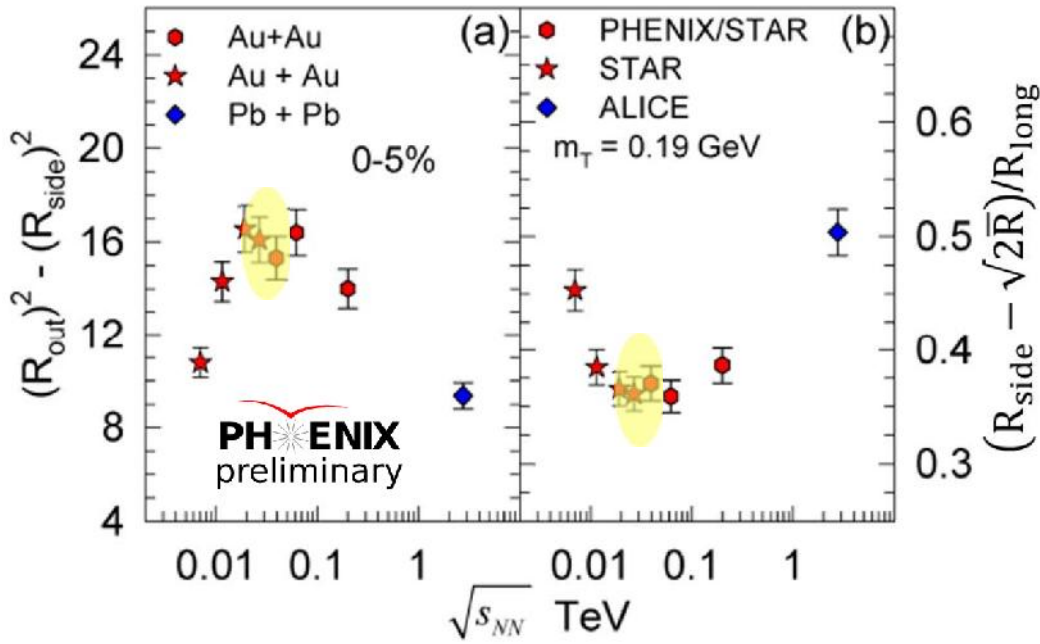 (a)
Au+Au
Au + Au
Pb + Pb
0-5%
PHENIX
preliminary
24
20
16
12
8
4
(R_out)^2 - (R_side)^2
0.01 0.1 1
(b)
PHENIX/STAR
STAR
ALICE
m_T = 0.19 GeV
0.6
0.5
0.4
0.3
(R_side − √2R̅)/R_long
0.01 0.1 1
√s_NN TeV